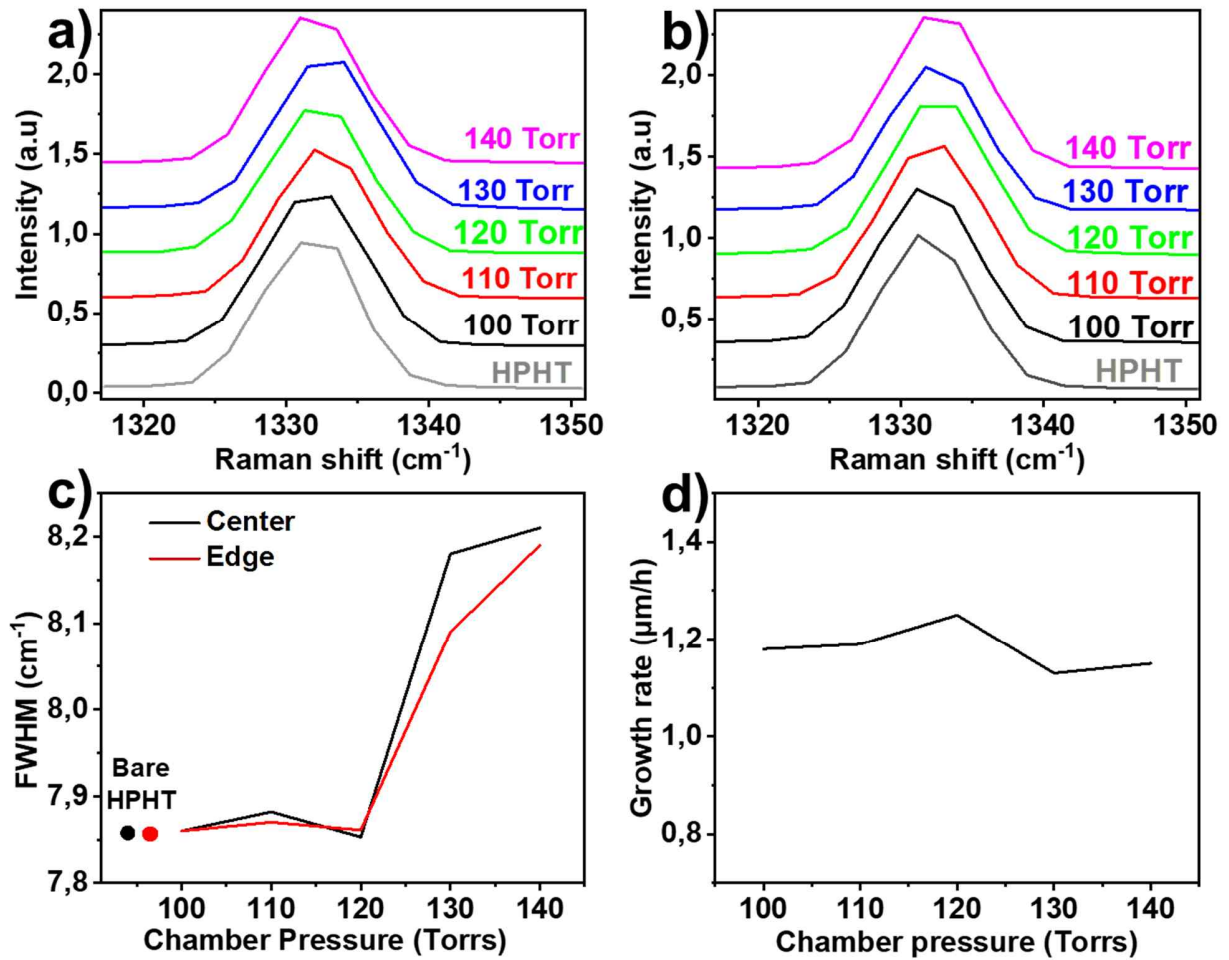 a)
2,0
1,5
1,0
0,5
0,0
Intensity (a.u)
140 Torr
130 Torr
120 Torr
110 Torr
100 Torr
HPHT
1320
1330
1340
1350
Raman shift (cm-1)
b)
2,0
1,5
1,0
0,5
Intensity (a.u)
140 Torr
130 Torr
120 Torr
110 Torr
100 Torr
HPHT
1320
1330
1340
1350
Raman shift (cm-1)
c)
8,2
8,1
8,0
7,9
7,8
FWHM (cm-1)
Center
Edge
Bare
HPHT
100
110
120
130
140
Chamber Pressure (Torrs)
d)
1,4
1,2
1,0
0,8
Growth rate (µm/h)
100
110
120
130
140
Chamber pressure (Torrs)